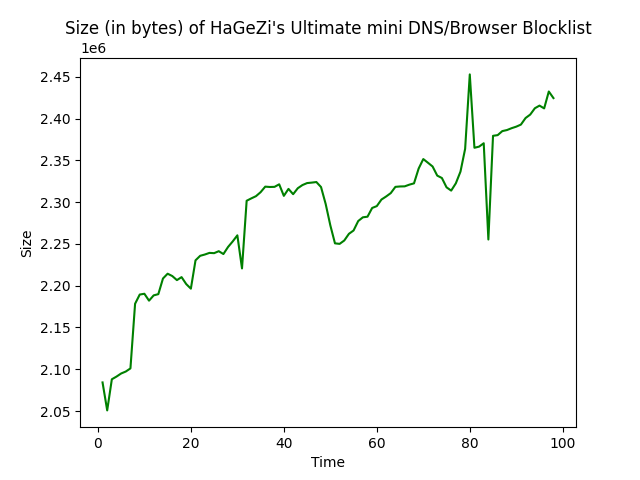 Size (in bytes) of HaGeZi's Ultimate mini DNS/Browser Blocklist
1e6
2.45
2.40
2.35
2.30
2.25
2.20
2.15
2.10
2.05
Size
0 20 40 60 80 100
Time